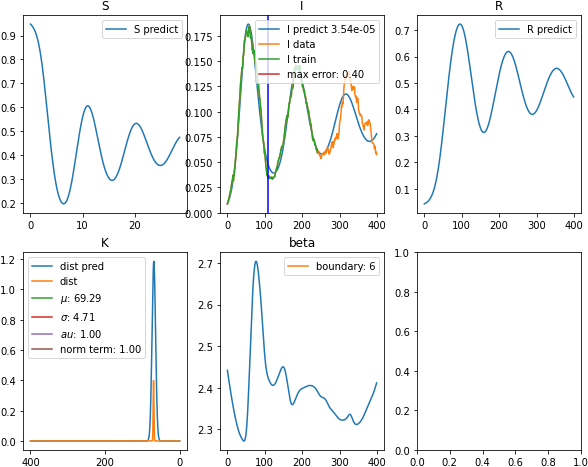 S
I
R
S predict
I predict 3.54e-05
I data
I train
max error: 0.40
R predict
0.9
0.8
0.7
0.6
0.5
0.4
0.3
0.2
0.175
0.150
0.125
0.100
0.075
0.050
0.025
0.000
0.7
0.6
0.5
0.4
0.3
0.2
0.1
0 10 20
0 100 200 300 400
0 100 200 300 400
K
beta
dist pred
dist
μ: 69.29
σ: 4.71
au: 1.00
norm term: 1.00
boundary: 6
1.2
1.0
0.8
0.6
0.4
0.2
0.0
2.7
2.6
2.5
2.4
2.3
1.0
0.8
0.6
0.4
0.2
0.0
400 200 0
0 100 200 300 400
0.0 0.2 0.4 0.6 0.8 1.0